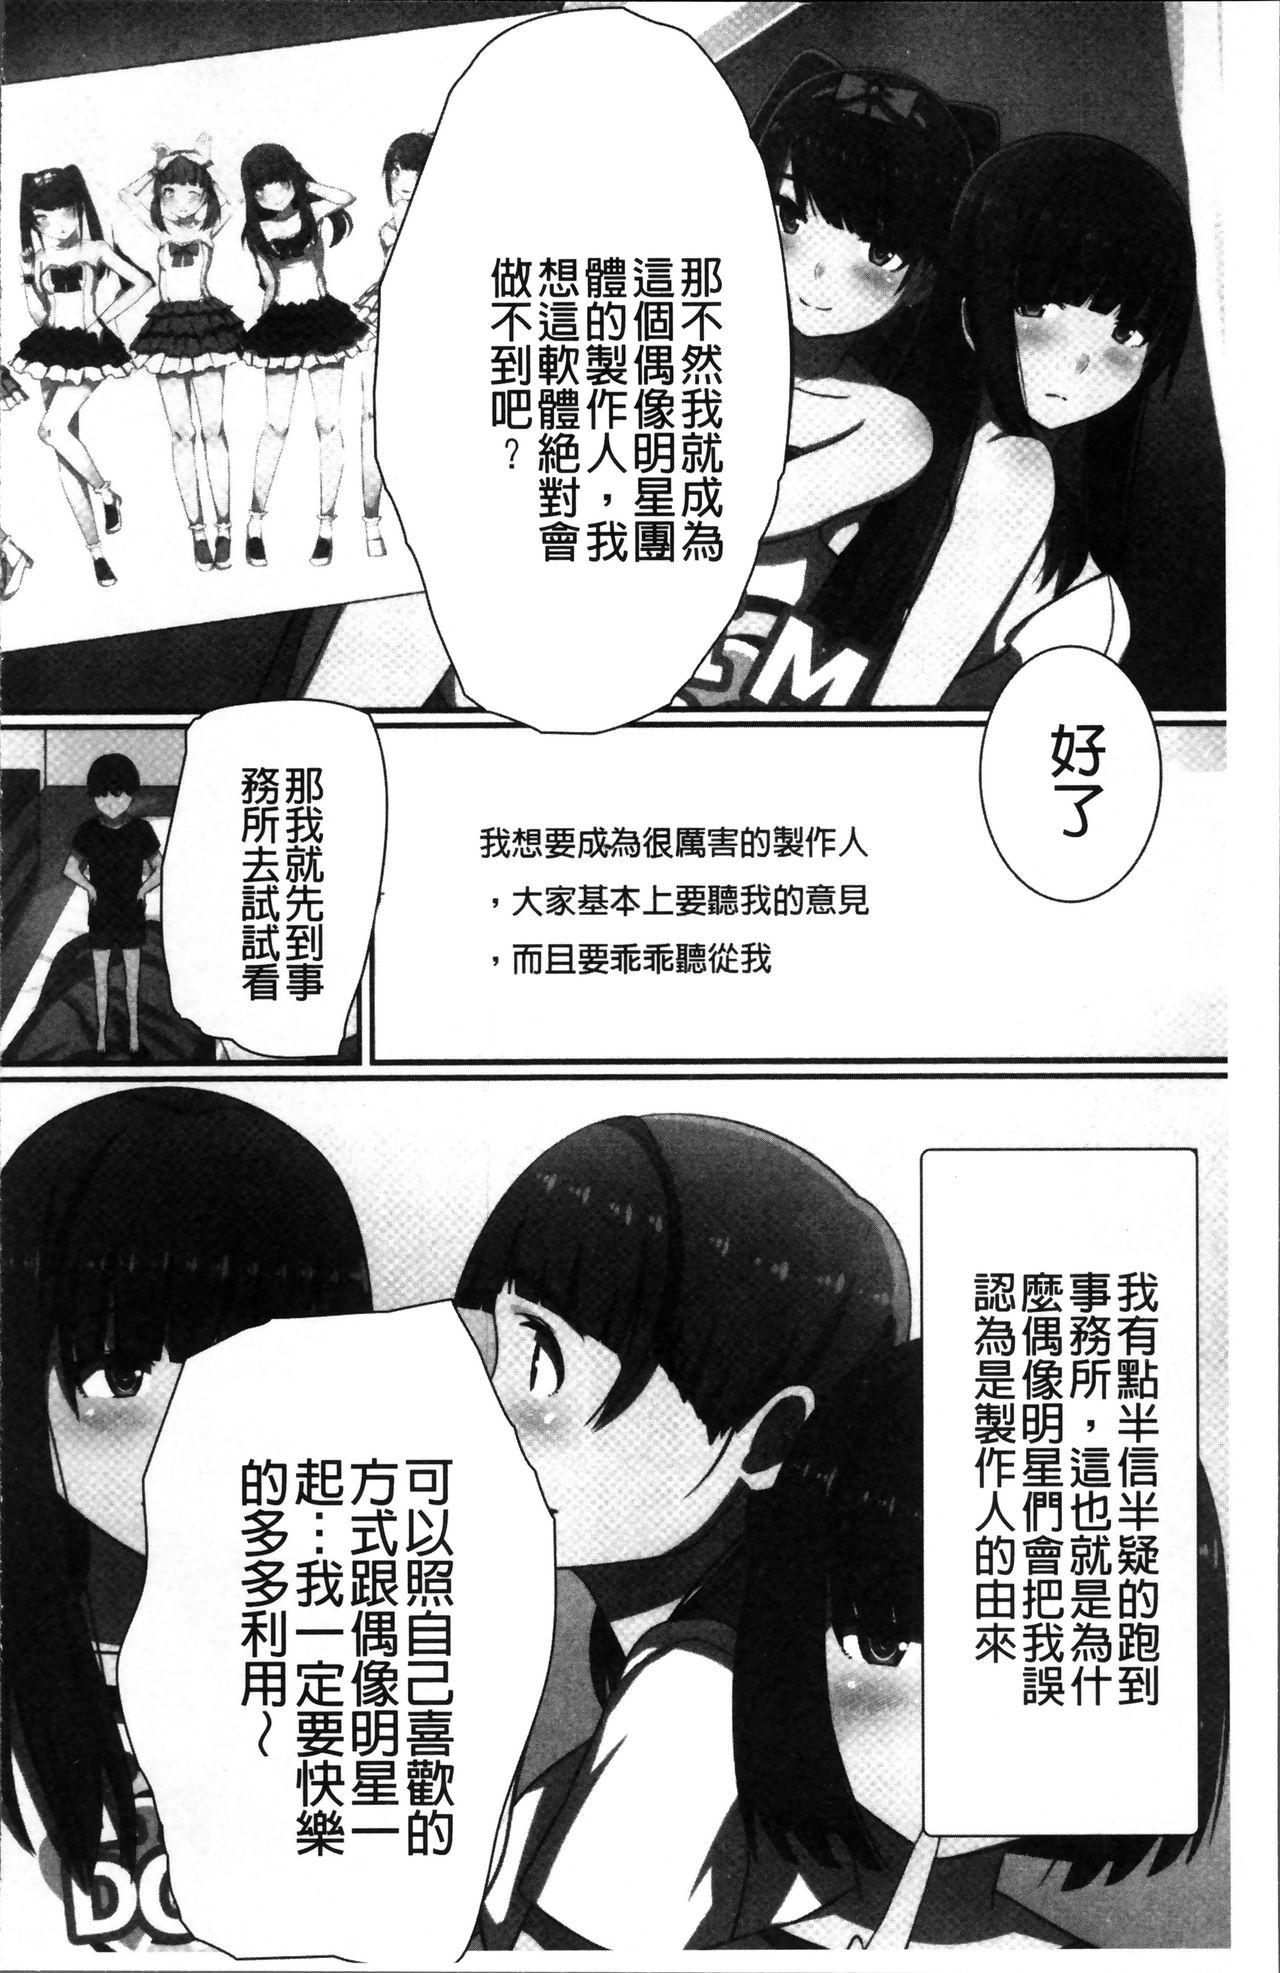 那不然我就成為
這個偶像明星團
體的製作人，我
想這軟體絕對會
做不到吧？
GM
好了
我想要成為很厲害的製作人
，大家基本上要聽我的意見
，而且要乖乖聽從我
那我就先到事
務所去試試看
我有點半信半疑的跑到
事務所，這也就是為什
麼偶像明星們會把我誤
認為是製作人的由來
可以照自己喜歡的
方式跟偶像明星一
起…我一定要快樂
的多多利用～
DO